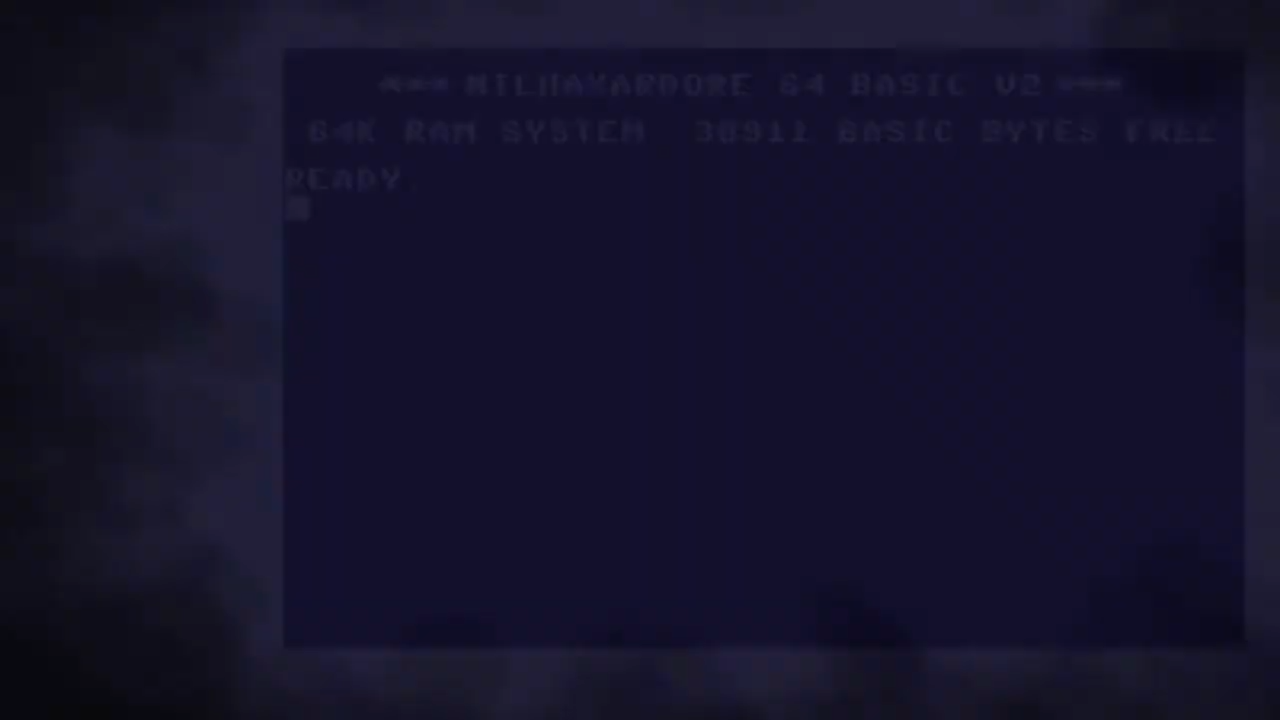 *** 64 BASIC V2 ***
64K RAM SYSTEM 38911 BASIC BYTES FREE
READY.